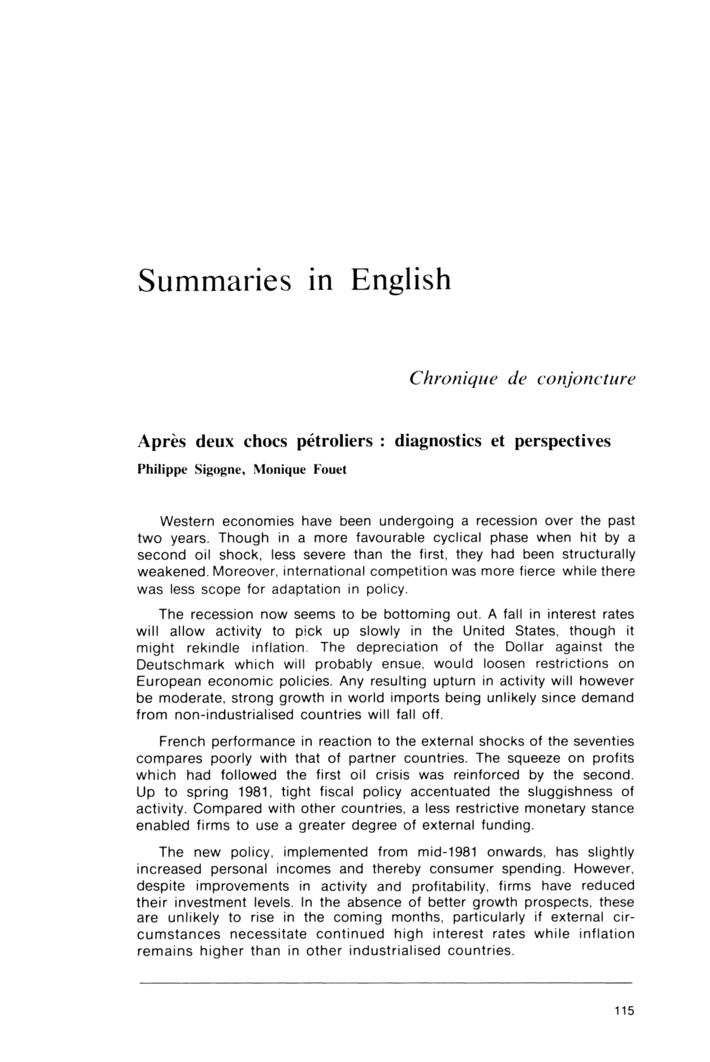 Summaries in English
Chronique de conjoncture
Après deux chocs pétroliers : diagnostics et perspectives
Philippe Sigogne, Monique Fouet
Western economies have been undergoing a recession over the past
two years. Though in a more favourable cyclical phase when hit by a
second oil shock, less severe than the first, they had been structurally
weakened. Moreover, international competition was more fierce while there
was less scope for adaptation in policy.
The recession now seems to be bottoming out. A fall in interest rates
will allow activity to pick up slowly in the United States, though it
might rekindle inflation. The depreciation of the Dollar against the
Deutschmark which will probably ensue, would loosen restrictions on
European economic policies. Any resulting upturn in activity will however
be moderate, strong growth in world imports being unlikely since demand
from non-industrialised countries will fall off.
French performance in reaction to the external shocks of the seventies
compares poorly with that of partner countries. The squeeze on profits
which had followed the first oil crisis was reinforced by the second.
Up to spring 1981, tight fiscal policy accentuated the sluggishness of
activity. Compared with other countries, a less restrictive monetary stance
enabled firms to use a greater degree of external funding.
The new policy, implemented from mid-1981 onwards, has slightly
increased personal incomes and thereby consumer spending. However,
despite improvements in activity and profitability, firms have reduced
their investment levels. In the absence of better growth prospects, these
are unlikely to rise in the coming months, particularly if external cir-
cumstances necessitate continued high interest rates while inflation
remains higher than in other industrialised countries.
115